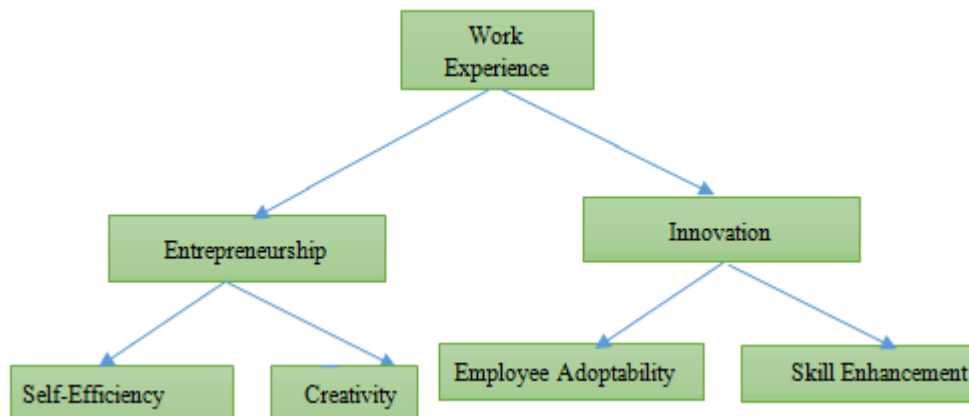 Work
Experience
Entrepreneurship
Innovation
Self-Efficiency
Creativity
Employee Adoptability
Skill Enhancement